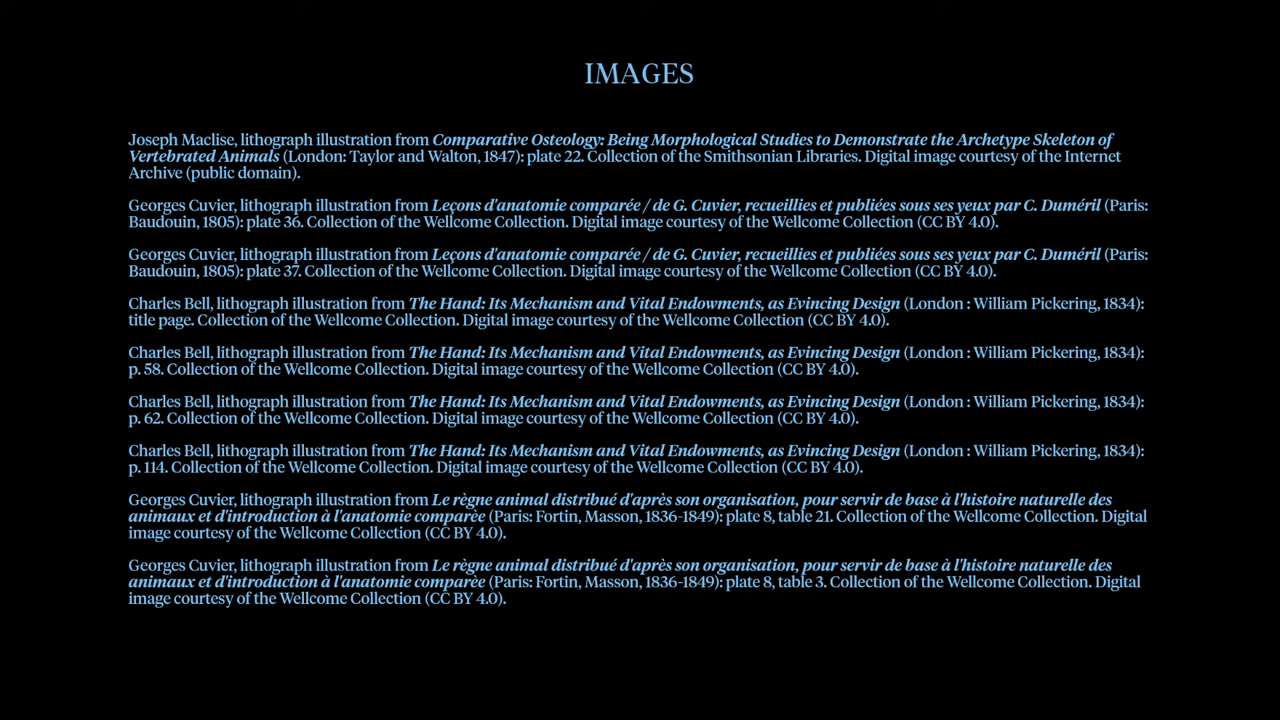 IMAGES
Joseph Maclise, lithograph illustration from Comparative Osteology: Being Morphological Studies to Demonstrate the Archetype Skeleton of
Vertebrated Animals (London: Taylor and Walton, 1847): plate 22. Collection of the Smithsonian Libraries. Digital image courtesy of the Internet
Archive (public domain).
Georges Cuvier, lithograph illustration from Leçons d'anatomie comparée / de G. Cuvier, recueillies et publiées sous ses yeux par C. Duméril (Paris:
Baudouin, 1805): plate 36. Collection of the Wellcome Collection. Digital image courtesy of the Wellcome Collection (CC BY 4.0).
Georges Cuvier, lithograph illustration from Leçons d'anatomie comparée / de G. Cuvier, recueillies et publiées sous ses yeux par C. Duméril (Paris:
Baudouin, 1805): plate 37. Collection of the Wellcome Collection. Digital image courtesy of the Wellcome Collection (CC BY 4.0).
Charles Bell, lithograph illustration from The Hand: Its Mechanism and Vital Endowments, as Evincing Design (London : William Pickering, 1834):
title page. Collection of the Wellcome Collection. Digital image courtesy of the Wellcome Collection (CC BY 4.0).
Charles Bell, lithograph illustration from The Hand: Its Mechanism and Vital Endowments, as Evincing Design (London : William Pickering, 1834):
p. 58. Collection of the Wellcome Collection. Digital image courtesy of the Wellcome Collection (CC BY 4.0).
Charles Bell, lithograph illustration from The Hand: Its Mechanism and Vital Endowments, as Evincing Design (London : William Pickering, 1834):
p. 62. Collection of the Wellcome Collection. Digital image courtesy of the Wellcome Collection (CC BY 4.0).
Charles Bell, lithograph illustration from The Hand: Its Mechanism and Vital Endowments, as Evincing Design (London : William Pickering, 1834):
p. 114. Collection of the Wellcome Collection. Digital image courtesy of the Wellcome Collection (CC BY 4.0).
Georges Cuvier, lithograph illustration from Le règne animal distribué d'après son organisation, pour servir de base à l'histoire naturelle des
animaux et d'introduction à l'anatomie comparèe (Paris: Fortin, Masson, 1836-1849): plate 8, table 21. Collection of the Wellcome Collection. Digital
image courtesy of the Wellcome Collection (CC BY 4.0).
Georges Cuvier, lithograph illustration from Le règne animal distribué d'après son organisation, pour servir de base à l'histoire naturelle des
animaux et d'introduction à l'anatomie comparèe (Paris: Fortin, Masson, 1836-1849): plate 8, table 3. Collection of the Wellcome Collection. Digital
image courtesy of the Wellcome Collection (CC BY 4.0).